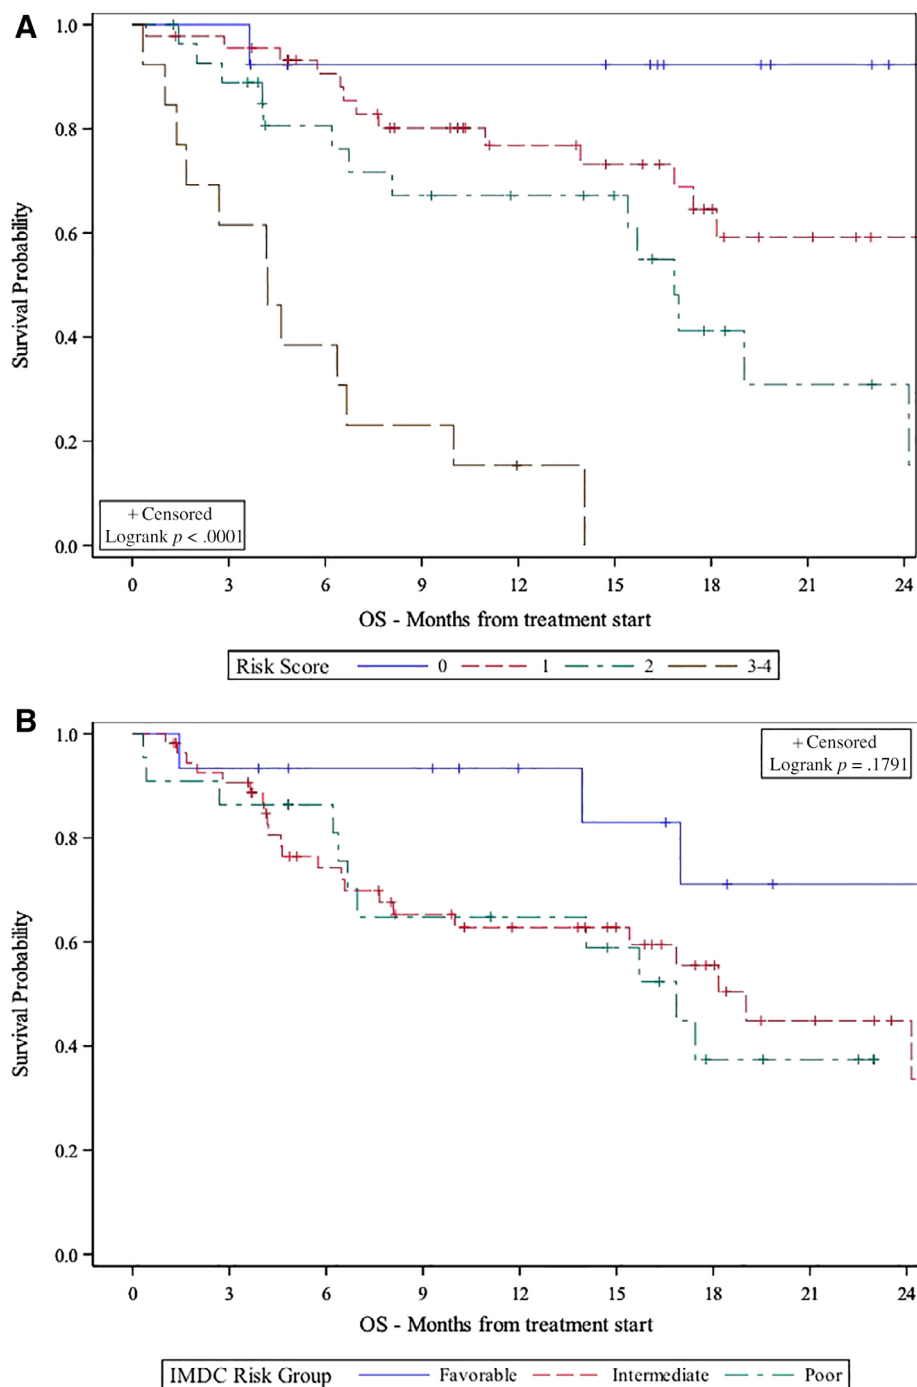 A
1.0
0.8
0.6
0.4
0.2
0.0
Survival Probability
+ Censored
Logrank p < .0001
0 3 6 9 12 15 18 21 24
OS - Months from treatment start
Risk Score 0 1 2 3-4
B
1.0
0.8
0.6
0.4
0.2
0.0
Survival Probability
+ Censored
Logrank p = .1791
0 3 6 9 12 15 18 21 24
OS - Months from treatment start
IMDC Risk Group Favorable Intermediate Poor